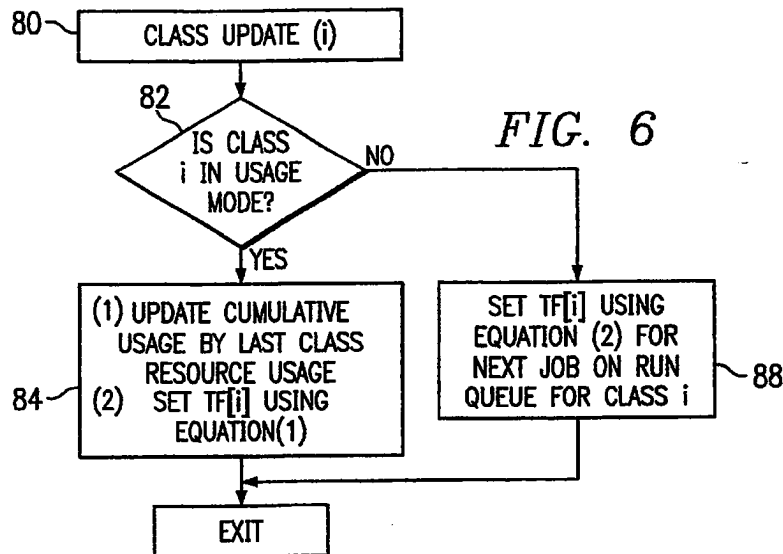 80
CLASS UPDATE (i)
82
IS CLASS
i IN USAGE
MODE?
NO
FIG. 6
YES
(1) UPDATE CUMULATIVE
USAGE BY LAST CLASS
RESOURCE USAGE
(2) SET TF[i] USING
EQUATION(1)
84
SET TF[i] USING
EQUATION (2) FOR
NEXT JOB ON RUN
QUEUE FOR CLASS i
88
EXIT